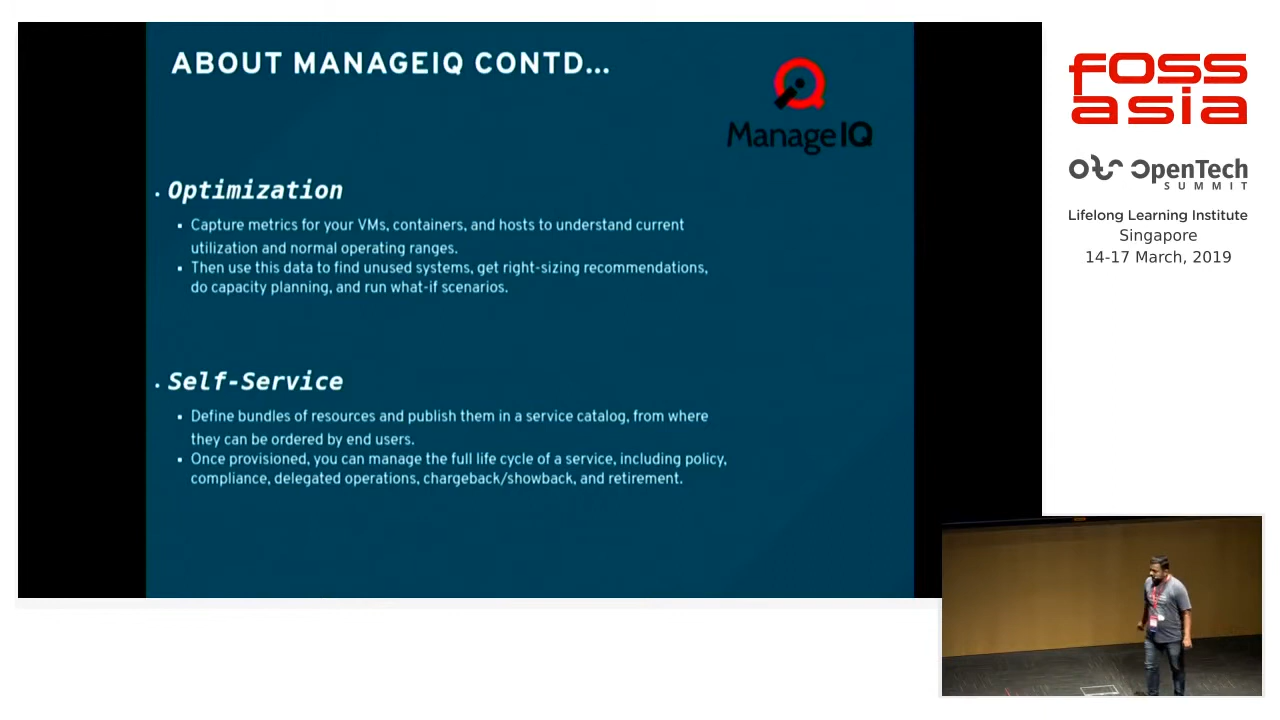 ABOUT MANAGEIQ CONTD...
ManageIQ
Optimization
Capture metrics for your VMs, containers, and hosts to understand current
utilization and normal operating ranges.
Then use this data to find unused systems, get right-sizing recommendations,
do capacity planning, and run what-if scenarios.
Self-Service
Define bundles of resources and publish them in a service catalog, from where
they can be ordered by end users.
Once provisioned, you can manage the full life cycle of a service, including policy,
compliance, delegated operations, chargeback/showback, and retirement.
foss
asia
ots OpenTech
SUMMIT
Lifelong Learning Institute
Singapore
14-17 March, 2019